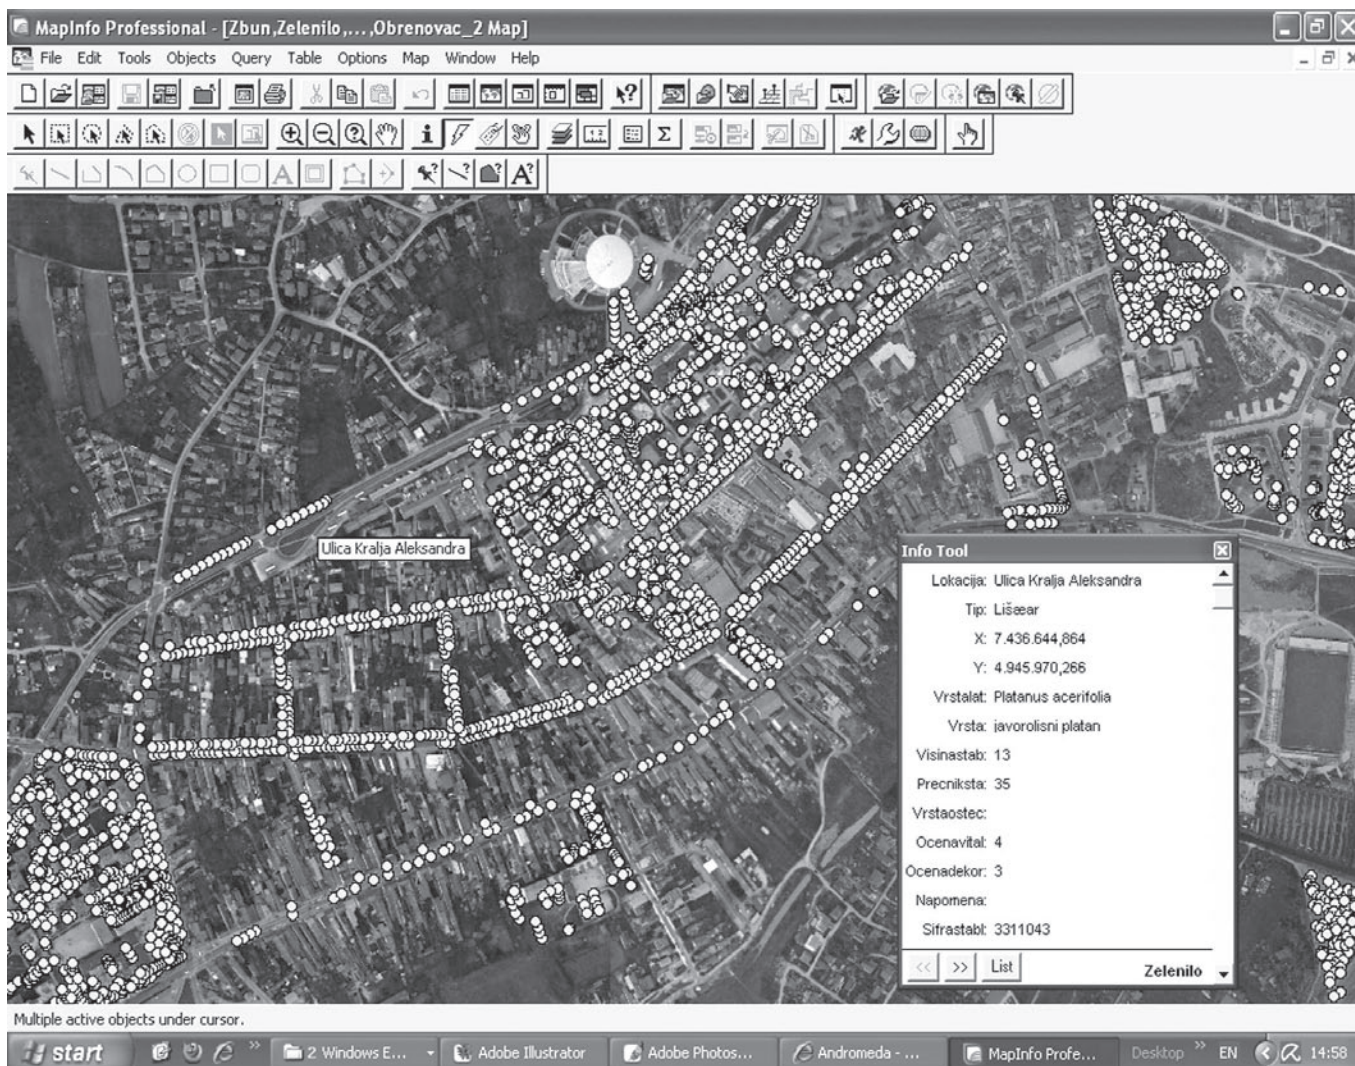 MapInfo Professional - [Zbun,Zelenilo,...,Obrenovac_2 Map]
File Edit Tools Objects Query Table Options Map Window Help
Ulica Kralja Aleksandra
Info Tool
Lokacija: Ulica Kralja Aleksandra
Tip: Lišæar
X: 7.436.644,864
Y: 4.945.970,266
Vrstalat: Platanus acerifolia
Vrsta: javorolisni platan
Visinastab: 13
Precniksta: 35
Vrstaostec:
Ocenavital: 4
Ocenadekor: 3
Napomena:
Sifrastabl: 3311043
<< >> List Zelenilo
Multiple active objects under cursor.
start 2 Windows E... Adobe Illustrator Adobe Photos... Andromeda - ... MapInfo Profe... Desktop EN 14:58